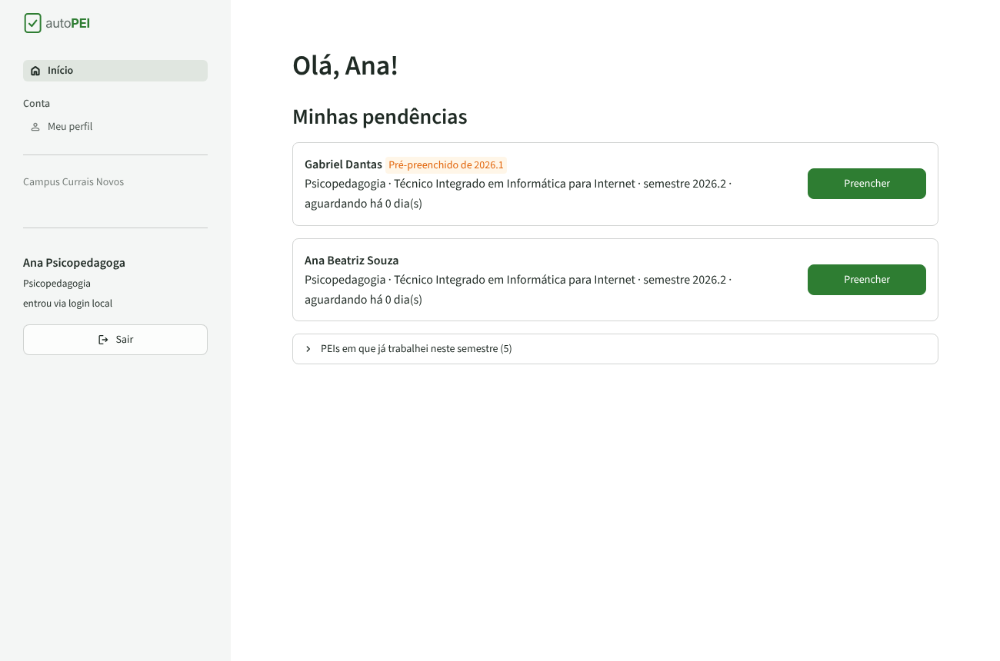 autoPEI
Início
Conta
Meu perfil
Campus Currais Novos
Ana Psicopedagoga
Psicopedagogia
entrou via login local
Sair
Olá, Ana!
Minhas pendências
Gabriel Dantas Pré-preenchido de 2026.1
Psicopedagogia · Técnico Integrado em Informática para Internet · semestre 2026.2 ·
aguardando há 0 dia(s)
Preencher
Ana Beatriz Souza
Psicopedagogia · Técnico Integrado em Informática para Internet · semestre 2026.2 ·
aguardando há 0 dia(s)
Preencher
PEIs em que já trabalhei neste semestre (5)